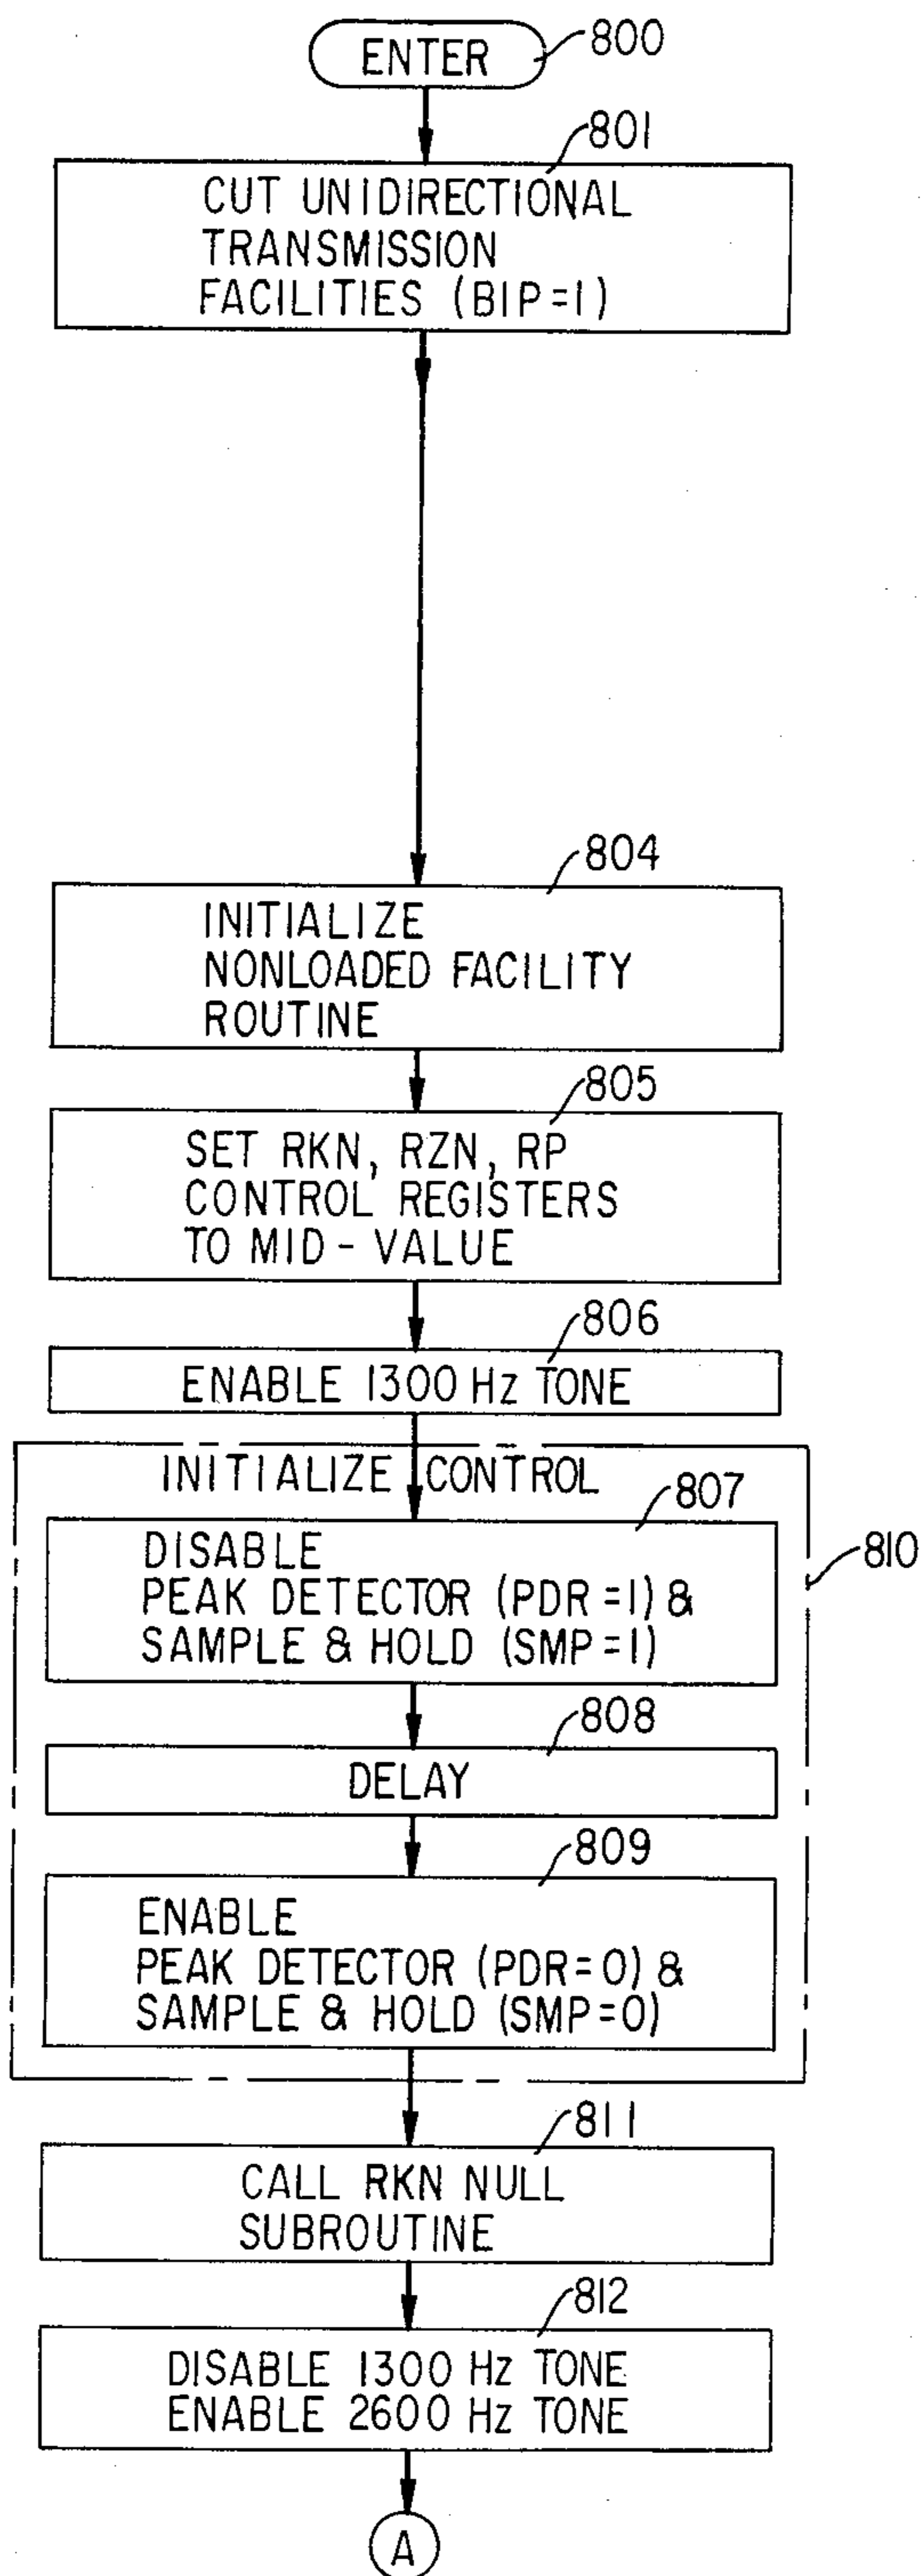 ENTER
800
801
CUT UNIDIRECTIONAL
TRANSMISSION
FACILITIES (BIP=1)
804
INITIALIZE
NONLOADED FACILITY
ROUTINE
805
SET RKN, RZN, RP
CONTROL REGISTERS
TO MID-VALUE
806
ENABLE 1300 Hz TONE
INITIALIZE CONTROL
807
810
DISABLE
PEAK DETECTOR (PDR=1) &
SAMPLE & HOLD (SMP=1)
808
DELAY
809
ENABLE
PEAK DETECTOR (PDR=0) &
SAMPLE & HOLD (SMP=0)
811
CALL RKN NULL
SUBROUTINE
812
DISABLE 1300 Hz TONE
ENABLE 2600 Hz TONE
A